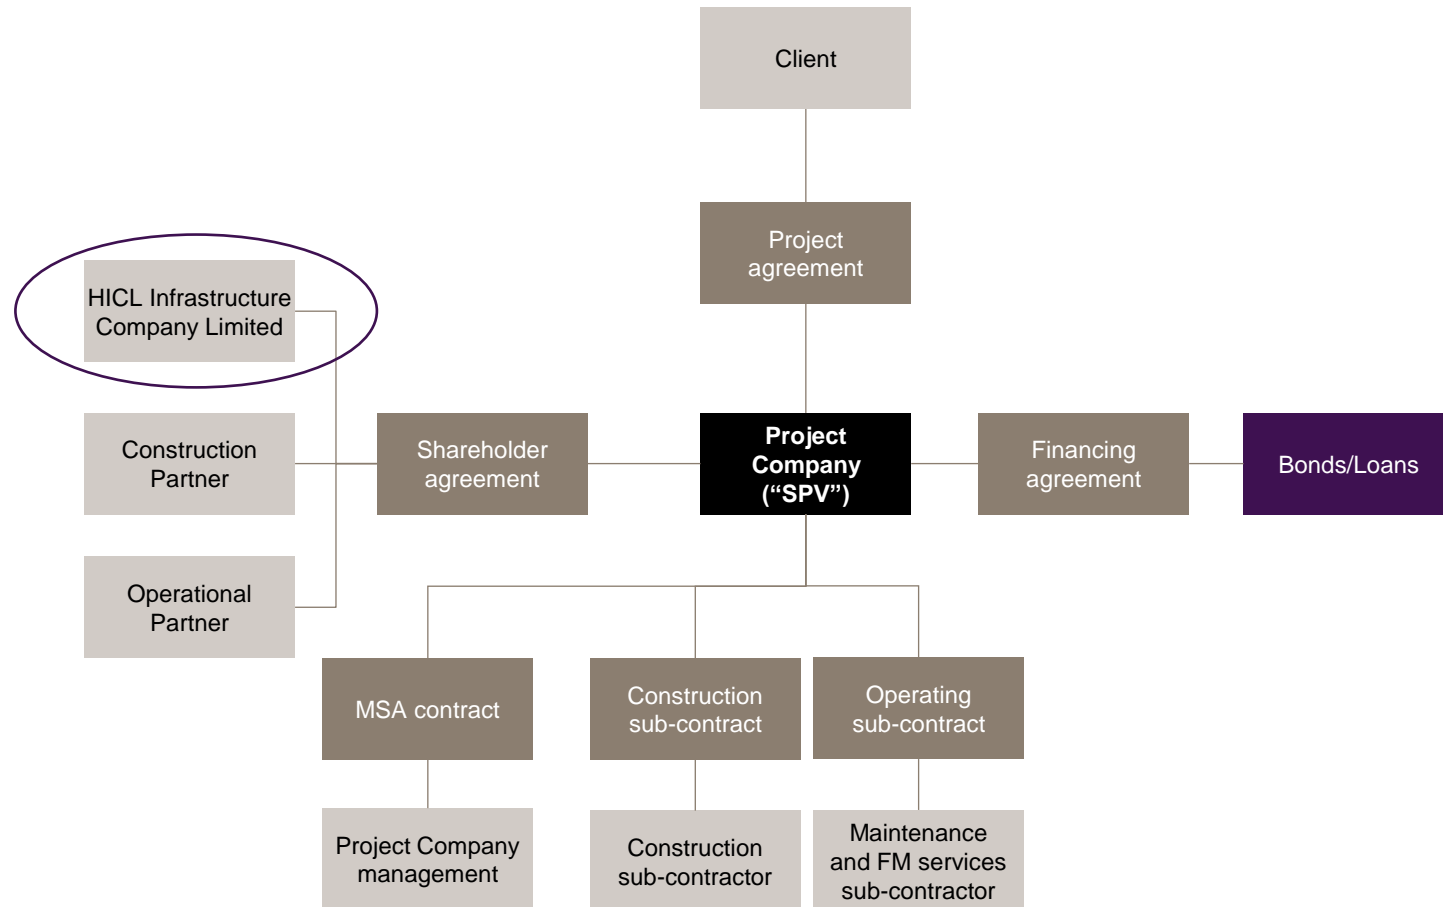 Client
Project
agreement
HICL Infrastructure
Company Limited
Construction
Partner
Operational
Partner
Shareholder
agreement
Project
Company
(“SPV”)
Financing
agreement
Bonds/Loans
MSA contract
Construction
sub-contract
Operating
sub-contract
Project Company
management
Construction
sub-contractor
Maintenance
and FM services
sub-contractor